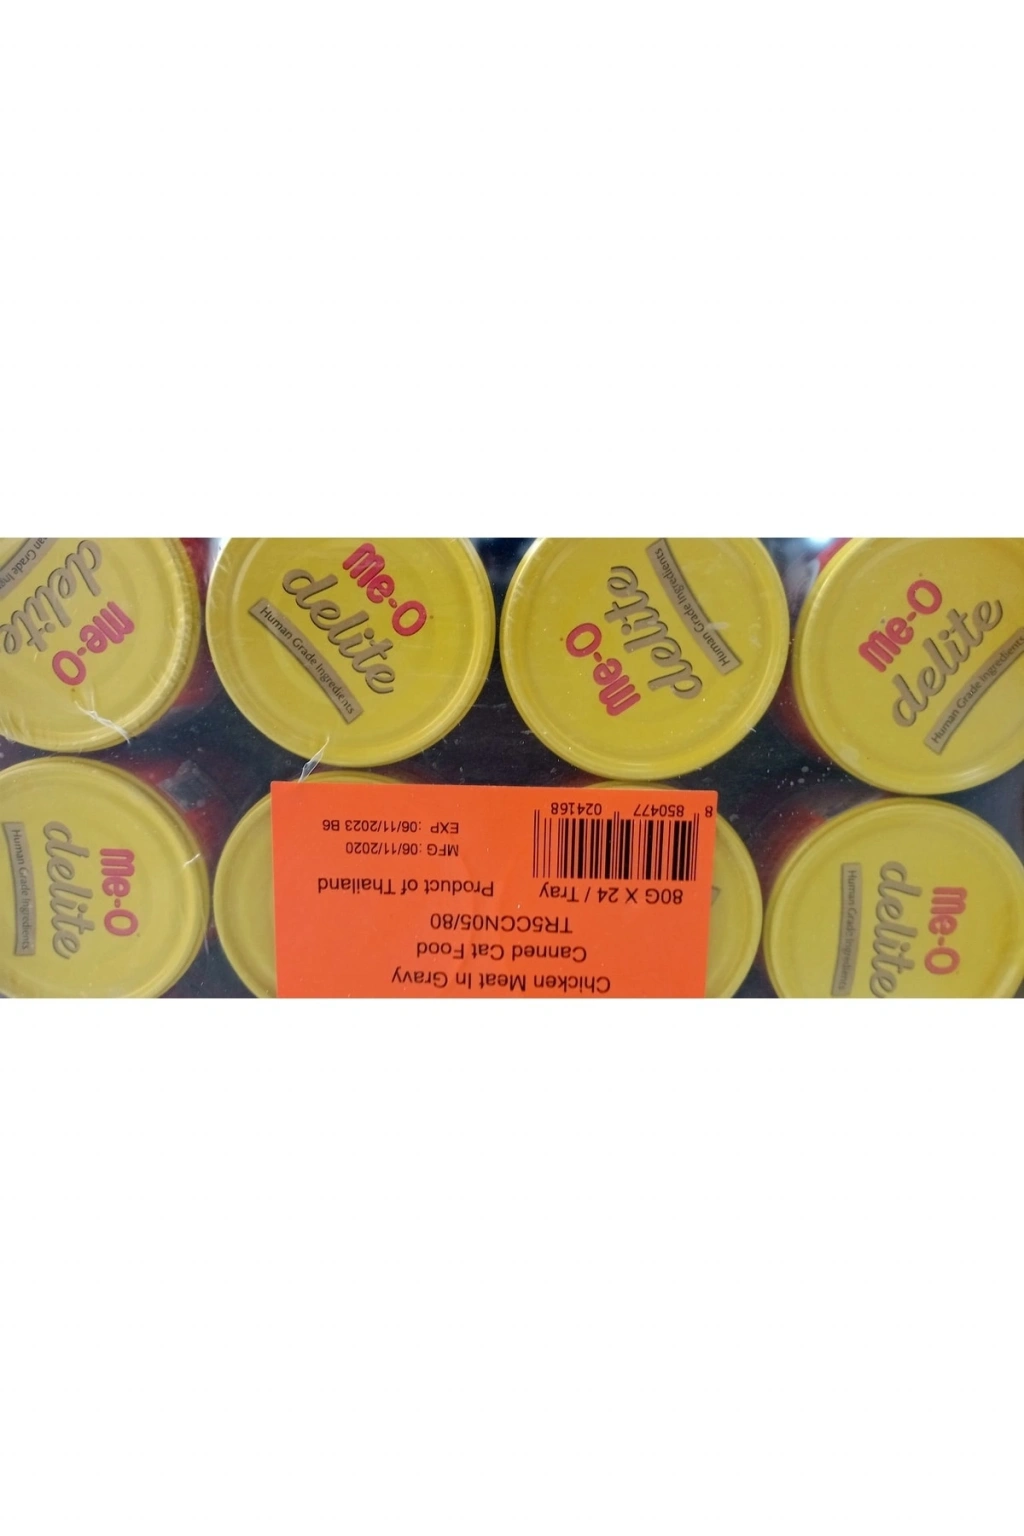 an Grade Ing
delite
Me-O
Me-O
delite
Human Grade Ingredients
Me-O
delite
Human Grade Ingredients
Me-O
delite
Human Grade Ingredients
Me-O
delite
Human Grade Ingredients
Me-O
delite
Human Grade Ingredients
Chicken Meat In Gravy
Canned Cat Food
TR5CCN05/80
80G X 24 / Tray Product of Thailand
MFG :06/11/2020
EXP :06/11/2023 B6
8 850477 024168